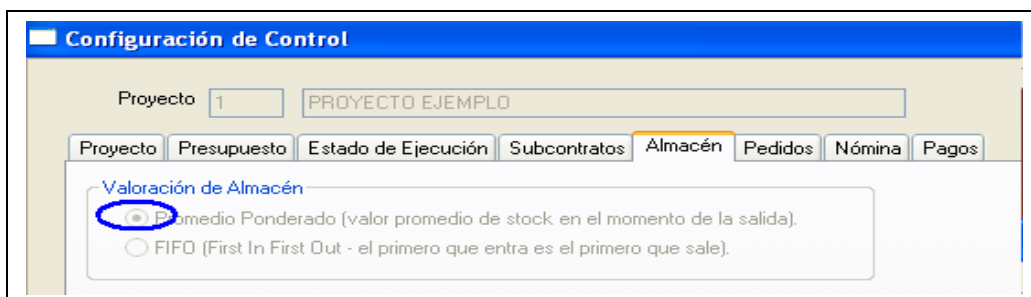 Configuración de Control
Proyecto 1 PROYECTO EJEMPLO
Proyecto Presupuesto Estado de Ejecución Subcontratos Almacén Pedidos Nómina Pagos
Valoración de Almacén
Promedio Ponderado (valor promedio de stock en el momento de la salida).
FIFO (First In First Out - el primero que entra es el primero que sale).